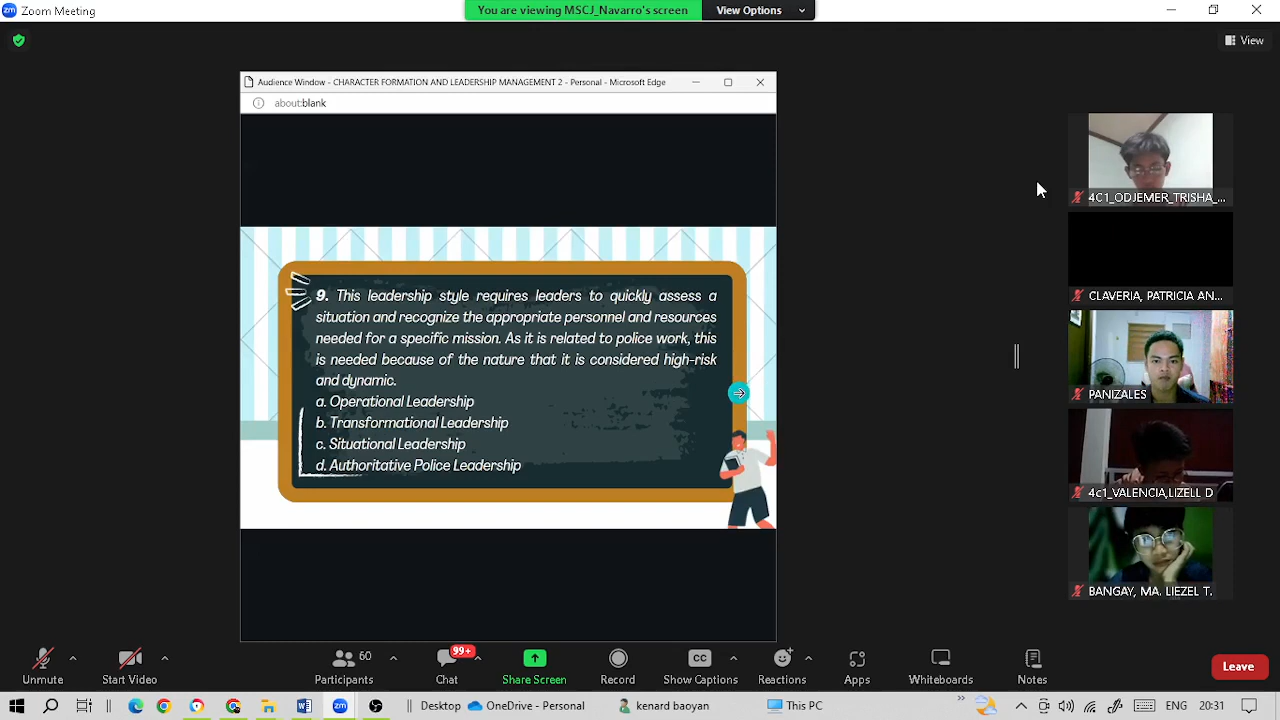 Zoom Meeting
You are viewing MSCJ_Navarro's screen
View Options
View
Audience Window - CHARACTER FORMATION AND LEADERSHIP MANAGEMENT 2 - Personal - Microsoft Edge
about:blank
9. This leadership style requires leaders to quickly assess a
situation and recognize the appropriate personnel and resources
needed for a specific mission. As it is related to police work, this
is needed because of the nature that it is considered high-risk
and dynamic.
a. Operational Leadership
b. Transformational Leadership
c. Situational Leadership
d. Authoritative Police Leadership
4C1_ODJEMER_TRISHA_...
CLAVERIA, PATRICIA AN...
PANIZALES
4c1_VALENCIA,LIZELL D
BANGAY, MA. LIEZEL T.
Unmute
Start Video
60
Participants
99+
Chat
Share Screen
Record
CC
Show Captions
Reactions
Apps
Whiteboards
Notes
Leave
zm
Desktop
OneDrive - Personal
kenard baoyan
This PC
ENG
20:31